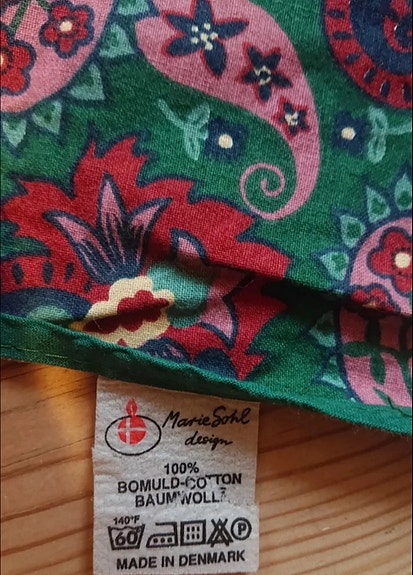 Marie Sohl
design
100%
BOMULD-COTTON
BAUMWOLLE
140°F
60
P
MADE IN DENMARK